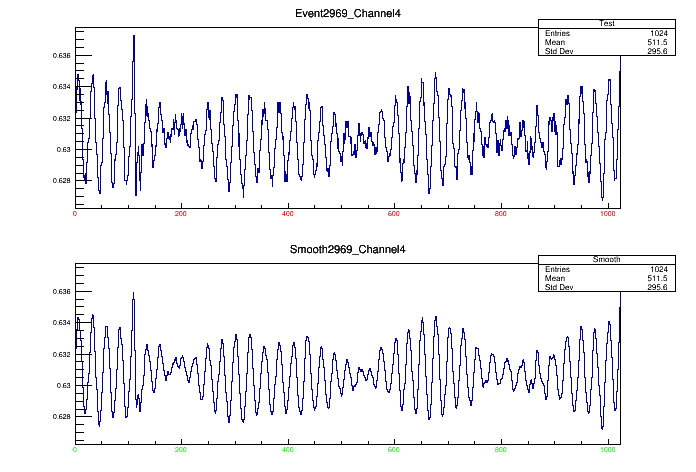 Event2969_Channel4
Test
Entries 1024
Mean 511.5
Std Dev 295.6
0.636
0.634
0.632
0.63
0.628
0 200 400 600 800 1000
Smooth2969_Channel4
Smooth
Entries 1024
Mean 511.5
Std Dev 295.6
0.636
0.634
0.632
0.63
0.628
0 200 400 600 800 1000